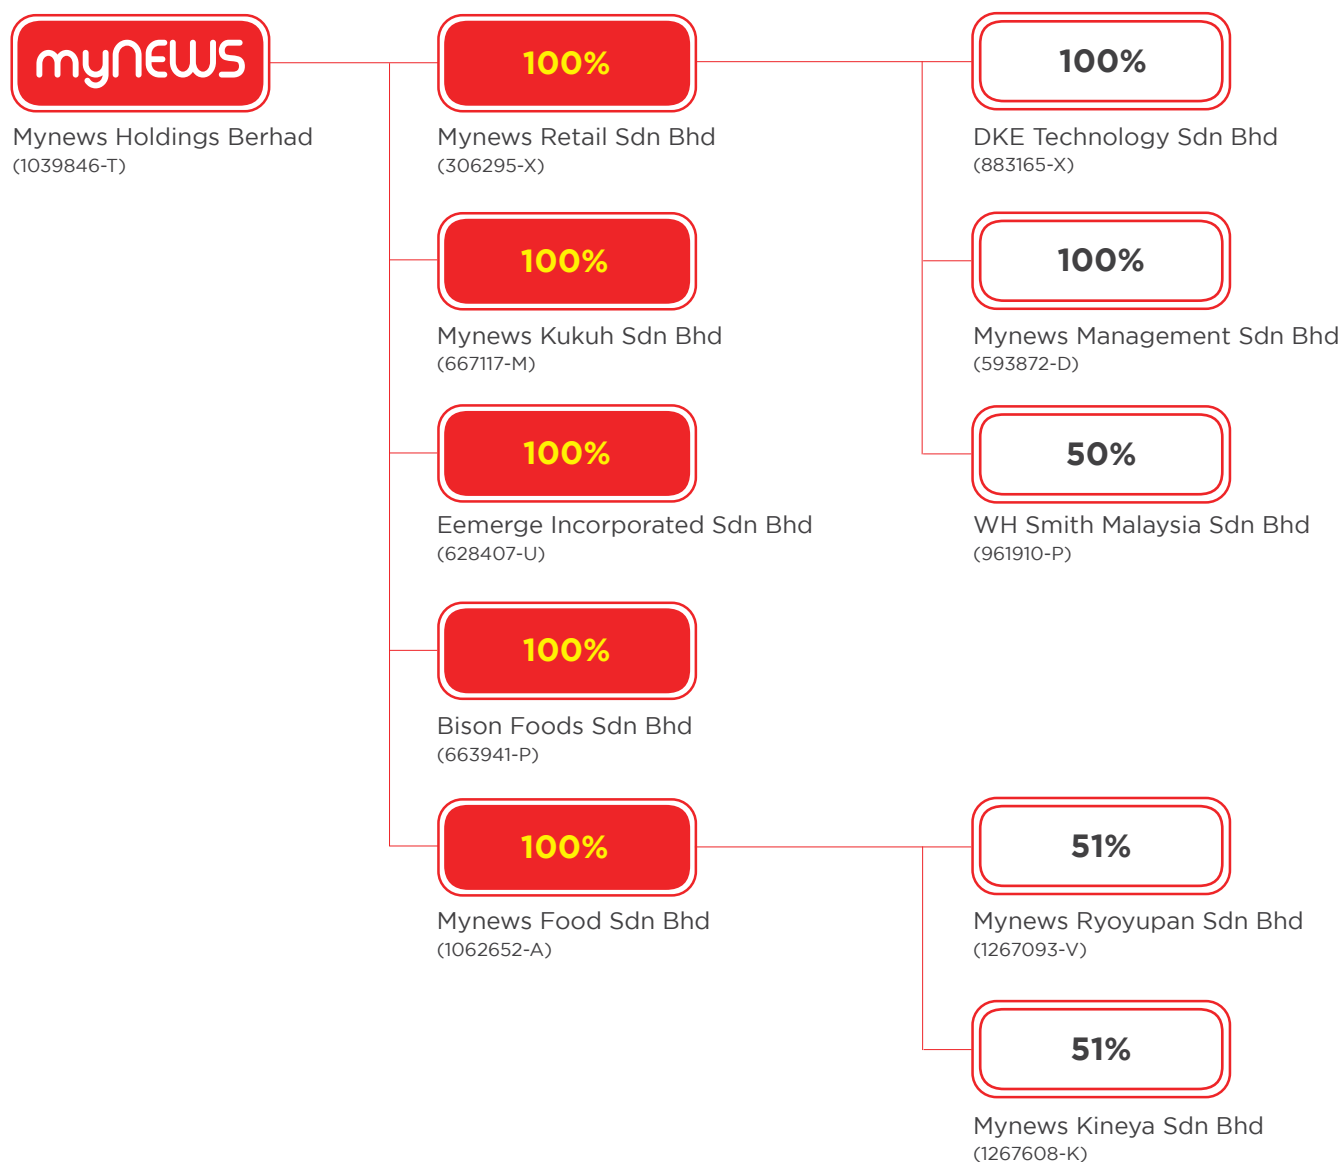 myNEWS
Mynews Holdings Berhad
(1039846-T)
100%
Mynews Retail Sdn Bhd
(306295-X)
100%
Mynews Kukuh Sdn Bhd
(667117-M)
100%
Eemerge Incorporated Sdn Bhd
(628407-U)
100%
Bison Foods Sdn Bhd
(663941-P)
100%
Mynews Food Sdn Bhd
(1062652-A)
100%
DKE Technology Sdn Bhd
(883165-X)
100%
Mynews Management Sdn Bhd
(593872-D)
50%
WH Smith Malaysia Sdn Bhd
(961910-P)
51%
Mynews Ryoyupan Sdn Bhd
(1267093-V)
51%
Mynews Kineya Sdn Bhd
(1267608-K)